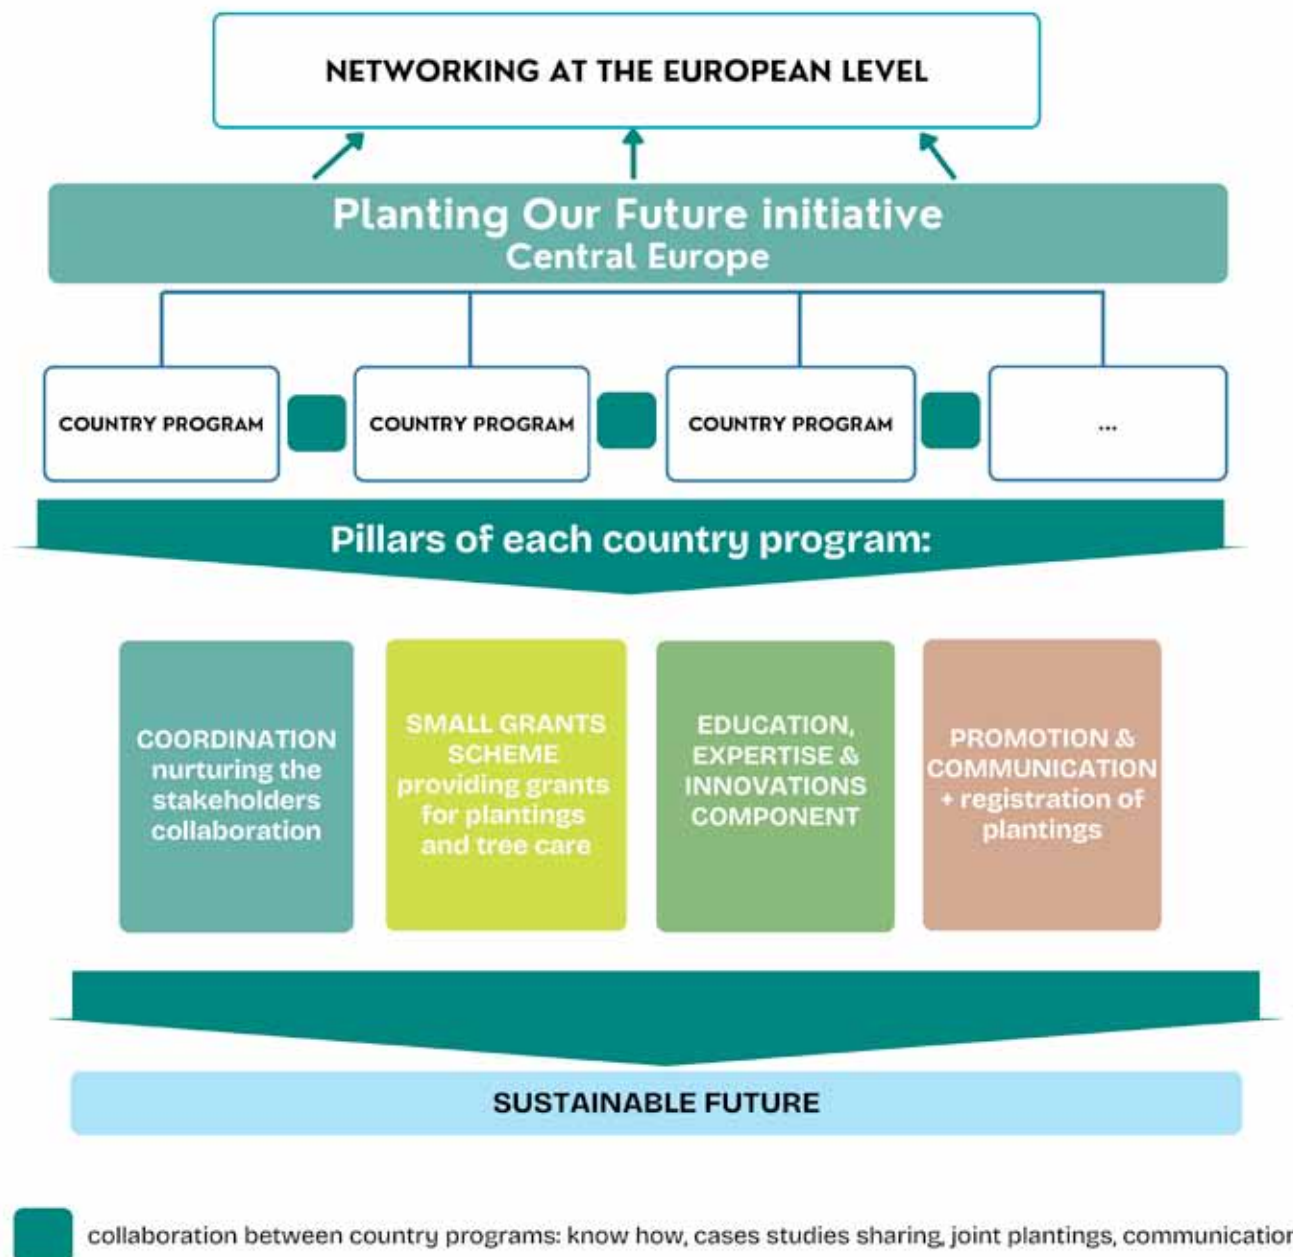 NETWORKING AT THE EUROPEAN LEVEL
Planting Our Future initiative
Central Europe
COUNTRY PROGRAM
COUNTRY PROGRAM
COUNTRY PROGRAM
...
Pillars of each country program:
COORDINATION
nurturing the
stakeholders
collaboration
SMALL GRANTS
SCHEME
providing grants
for plantings
and tree care
EDUCATION,
EXPERTISE &
INNOVATIONS
COMPONENT
PROMOTION &
COMMUNICATION
+ registration of
plantings
SUSTAINABLE FUTURE
collaboration between country programs: know how, cases studies sharing, joint plantings, communication